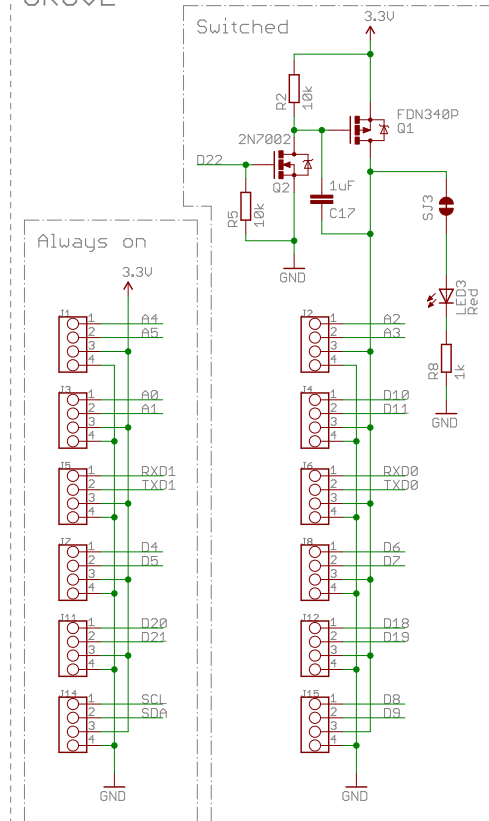 GROVE
Switched
3.3V
R2
10k
FDN340P
Q1
2N7002
D22
Q2
1uF
C17
SJ3
R5
10k
GND
Always on
3.3V
LED3
Red
R8
1k
GND
J1
1 A4
2 A5
3
4
J2
1 A2
2 A3
3
4
J3
1 A0
2 A1
3
4
J4
1 D10
2 D11
3
4
J5
1 RXD1
2 TXD1
3
4
J6
1 RXD0
2 TXD0
3
4
J7
1 D4
2 D5
3
4
J8
1 D6
2 D7
3
4
J11
1 D20
2 D21
3
4
J12
1 D18
2 D19
3
4
J14
1 SCL
2 SDA
3
4
J15
1 D8
2 D9
3
4
GND
GND